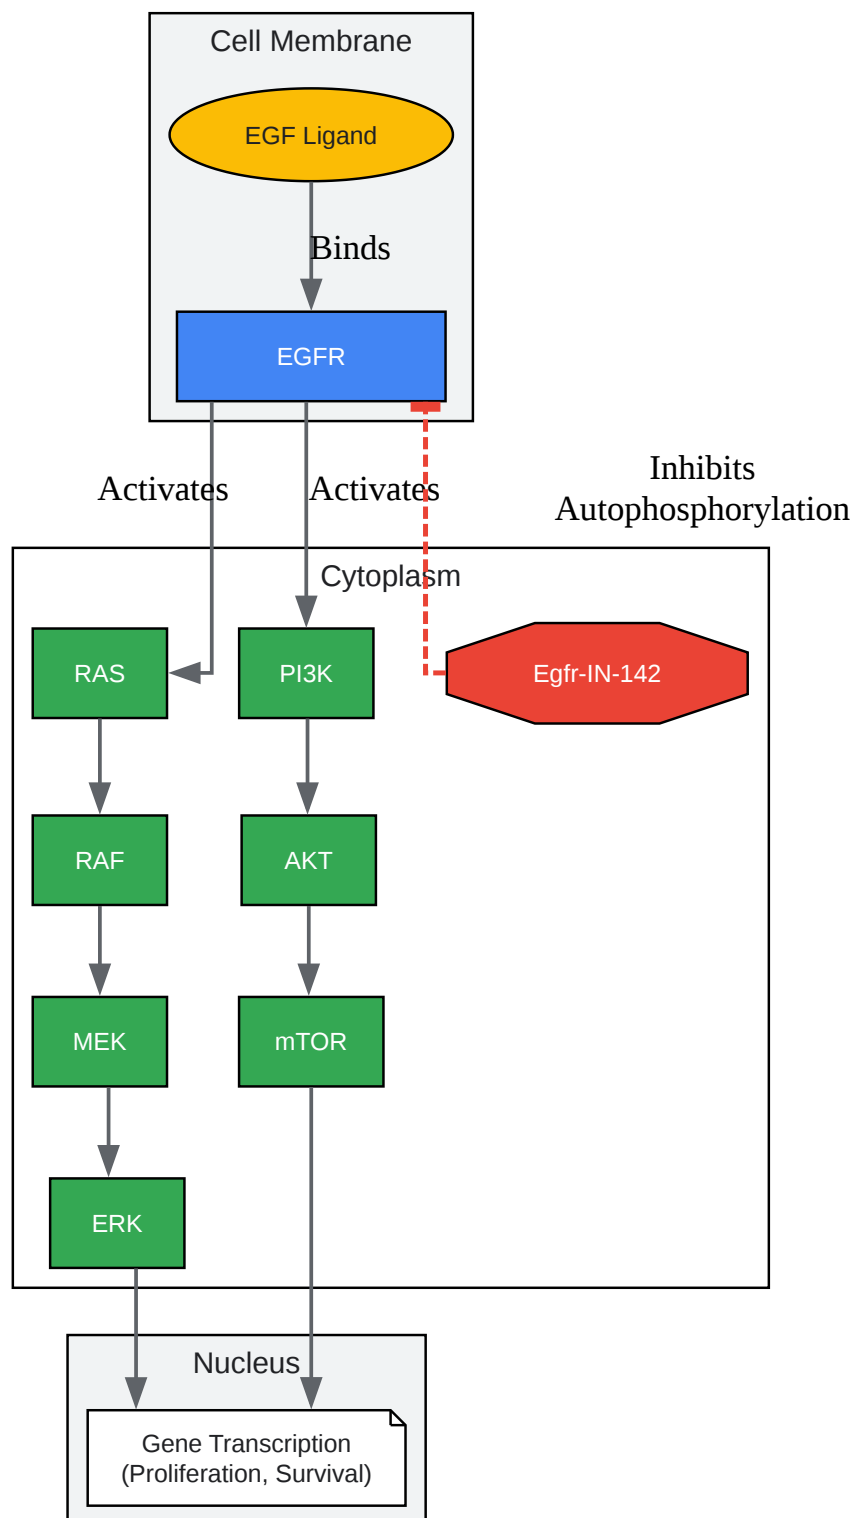 Cell Membrane
EGF Ligand
Binds
EGFR
Activates
Activates
Inhibits
Autophosphorylation
Cytoplasm
RAS
PI3K
Egfr-IN-142
RAF
AKT
MEK
mTOR
ERK
Nucleus
Gene Transcription
(Proliferation, Survival)